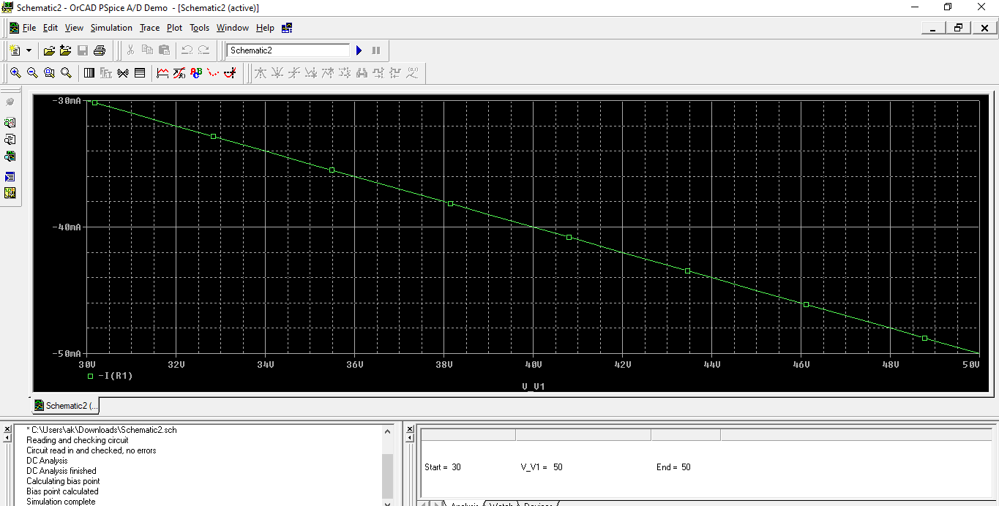 Schematic2 - OrCAD PSpice A/D Demo - [Schematic2 (active)]
File Edit View Simulation Trace Plot Tools Window Help
Schematic2
-30mA
-40mA
-50mA
30V 32V 34V 36V 38V 40V 42V 44V 46V 48V 50V
-I(R1)
V_V1
Schematic2 (...
* C:\Users\ak\Downloads\Schematic2.sch
Reading and checking circuit
Circuit read in and checked, no errors
DC Analysis
DC Analysis finished
Calculating bias point
Bias point calculated
Simulation complete
Start = 30 V_V1 = 50 End = 50
Analysis Watch Devices